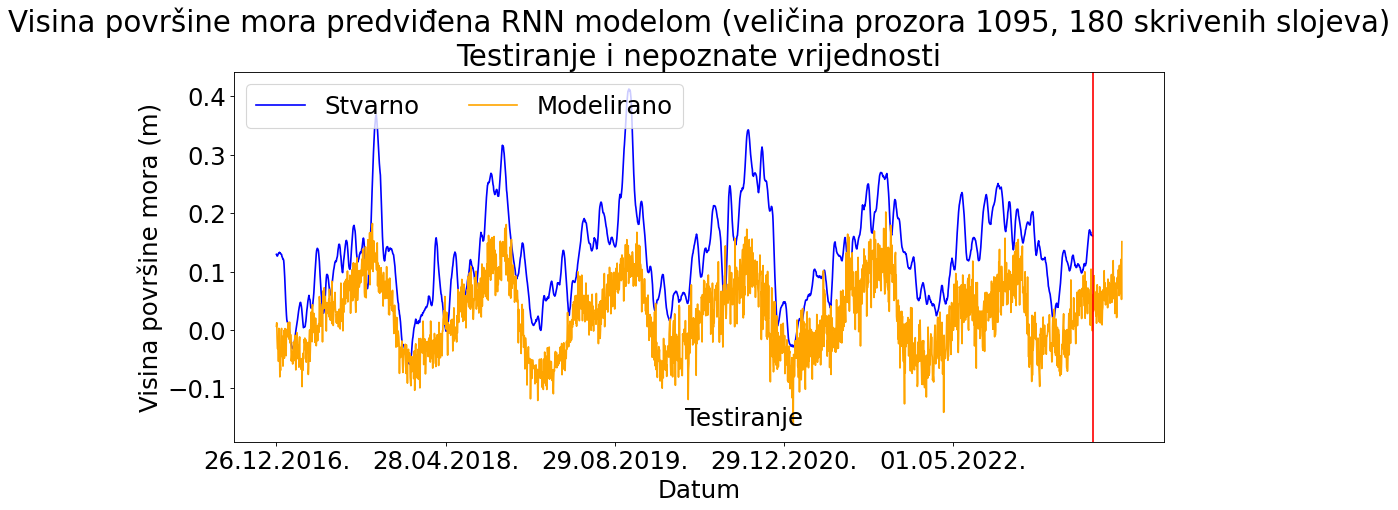 Visina površine mora predviđena RNN modelom (veličina prozora 1095, 180 skrivenih slojeva)
Testiranje i nepoznate vrijednosti
Stvarno
Modelirano
Visina površine mora (m)
0.4
0.3
0.2
0.1
0.0
−0.1
Testiranje
26.12.2016.
28.04.2018.
29.08.2019.
29.12.2020.
01.05.2022.
Datum